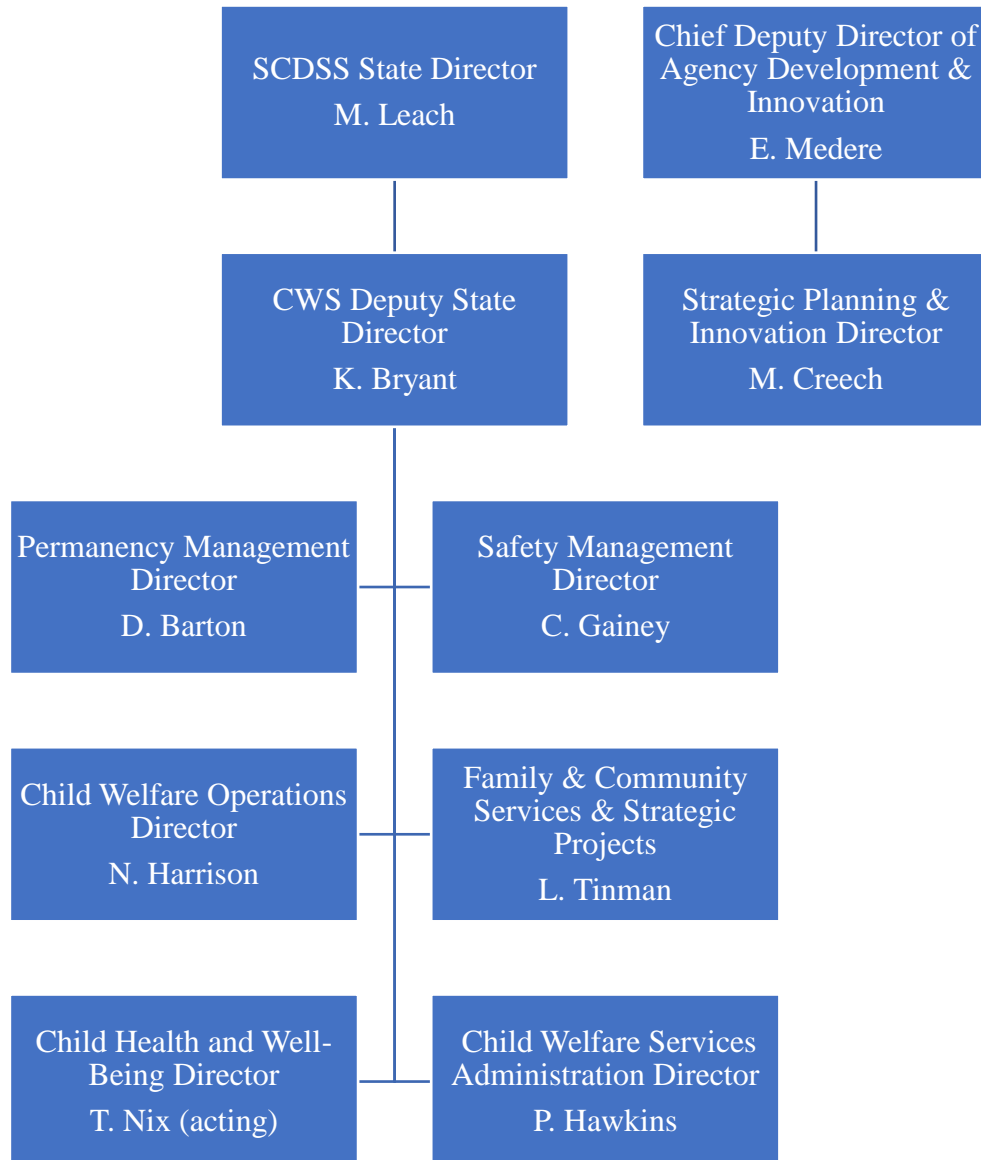 SCDSS State Director
M. Leach
Chief Deputy Director of
Agency Development &
Innovation
E. Medere
CWS Deputy State
Director
K. Bryant
Strategic Planning &
Innovation Director
M. Creech
Permanency Management
Director
D. Barton
Safety Management
Director
C. Gainey
Child Welfare Operations
Director
N. Harrison
Family & Community
Services & Strategic
Projects
L. Tinman
Child Health and Well-
Being Director
T. Nix (acting)
Child Welfare Services
Administration Director
P. Hawkins